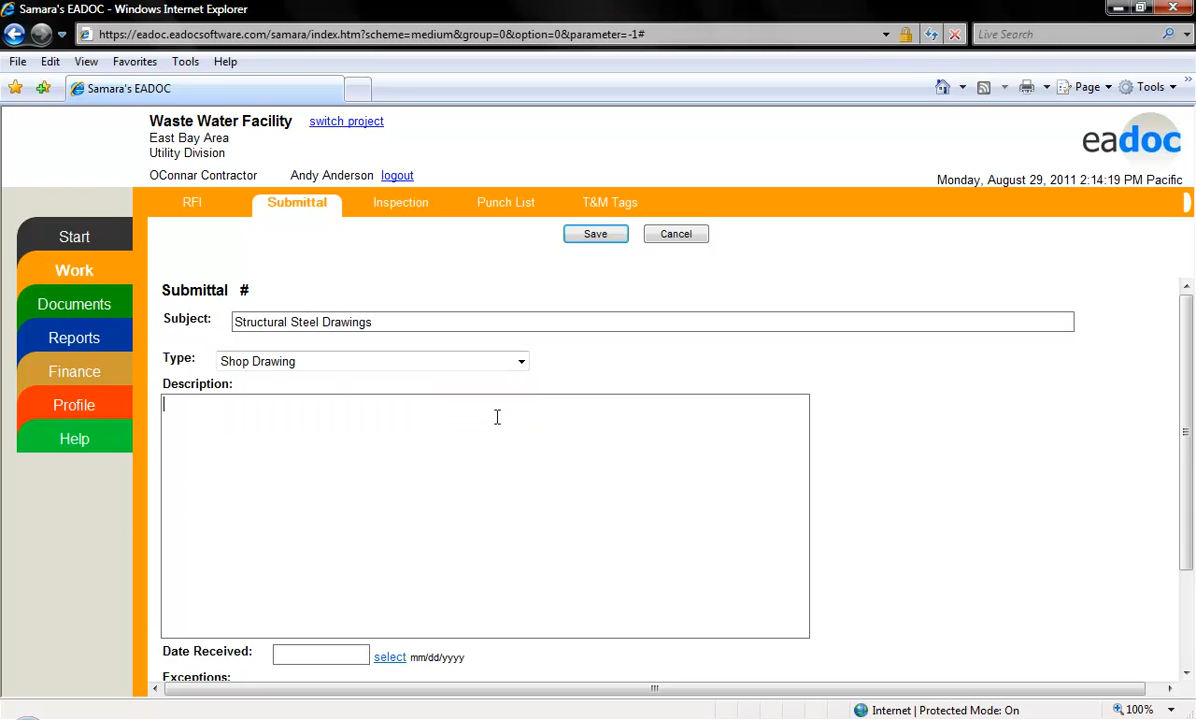 Samara's EADOC - Windows Internet Explorer
https://eadoc.eadocsoftware.com/samara/index.htm?scheme=medium&group=0&option=0&parameter=-1#
Live Search
File Edit View Favorites Tools Help
Samara's EADOC
Page Tools
Waste Water Facility switch project
East Bay Area
Utility Division
OConnar Contractor Andy Anderson logout
eadoc
Monday, August 29, 2011 2:14:19 PM Pacific
RFI Submittal Inspection Punch List T&M Tags
Start
Work
Documents
Reports
Finance
Profile
Help
Save Cancel
Submittal #
Subject: Structural Steel Drawings
Type: Shop Drawing
Description:
Date Received: select mm/dd/yyyy
Exceptions:
Internet | Protected Mode: On 100%